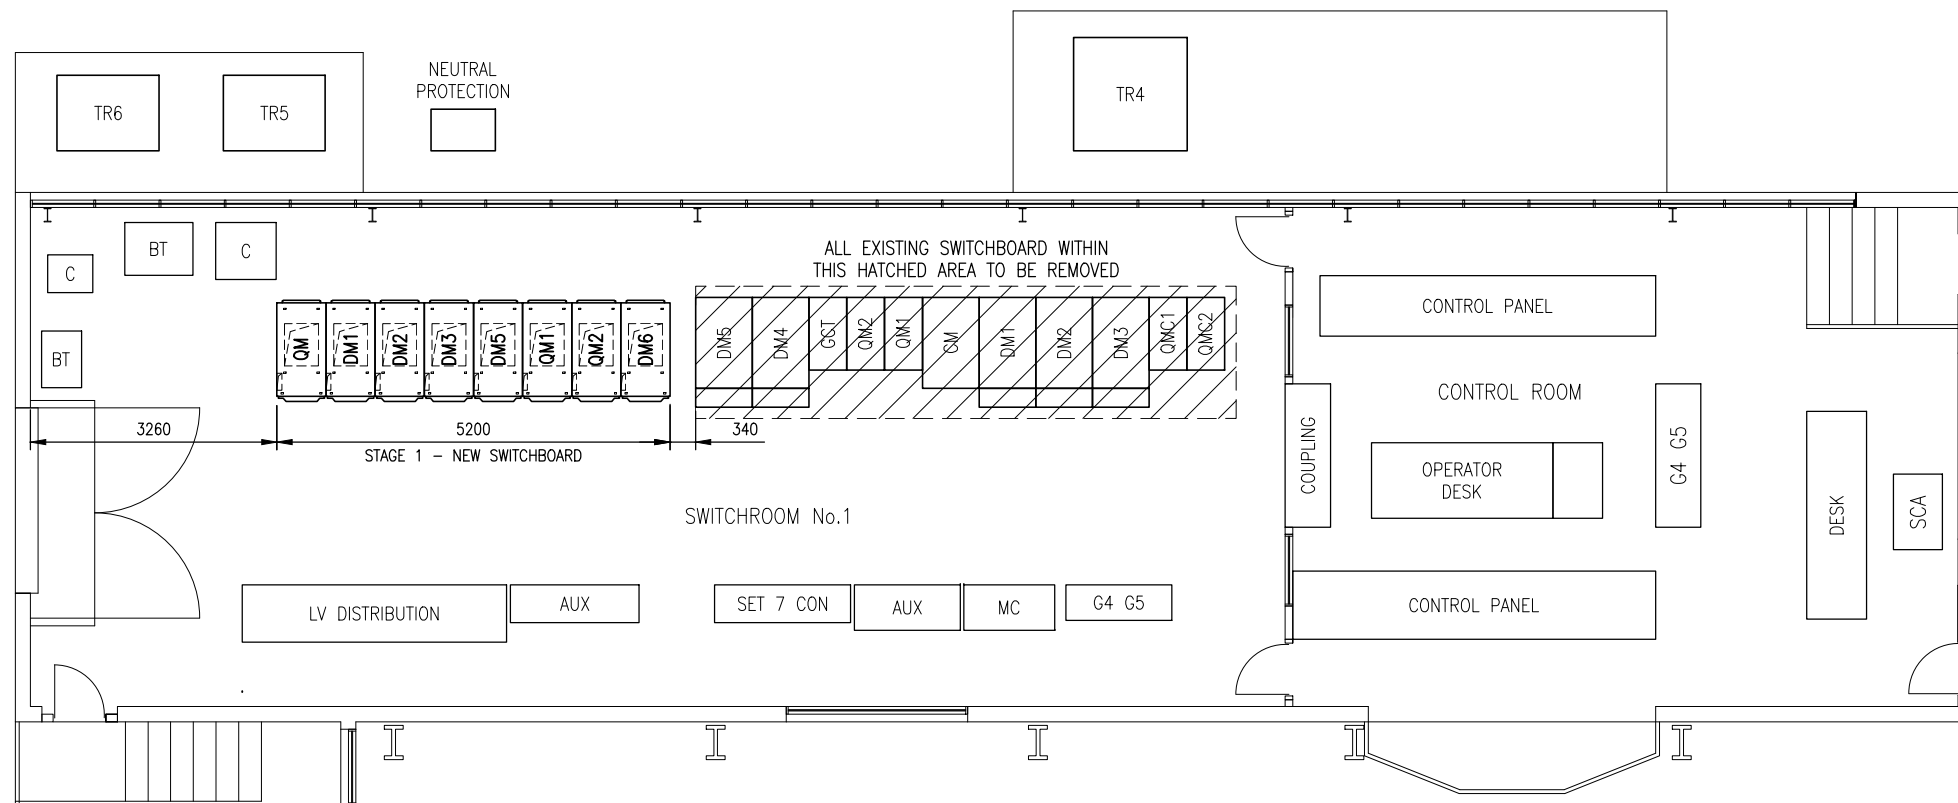 TR6
TR5
NEUTRAL
PROTECTION
TR4
C
BT
C
BT
ALL EXISTING SWITCHBOARD WITHIN
THIS HATCHED AREA TO BE REMOVED
QM
DM1
DM2
DM3
DM5
QM1
QM2
DM6
DM5
DM4
GCT
QM2
QM1
CM
DM1
DM2
DM3
QMC1
QMC2
3260
5200
340
STAGE 1 - NEW SWITCHBOARD
SWITCHROOM No.1
LV DISTRIBUTION
AUX
SET 7 CON
AUX
MC
G4 G5
CONTROL PANEL
CONTROL ROOM
COUPLING
OPERATOR
DESK
G4 G5
DESK
SCA
CONTROL PANEL